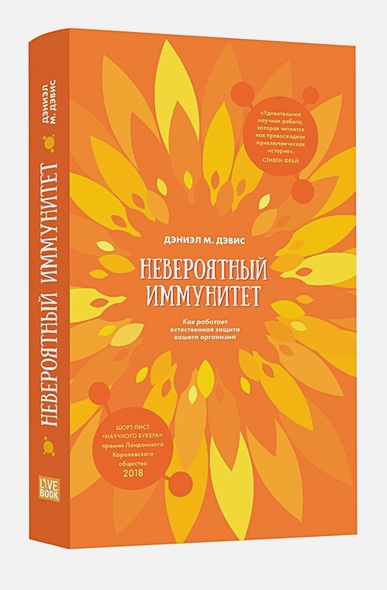 ДЭНИЭЛ
М. ДЭВИС
НЕВЕРОЯТНЫЙ ИММУНИТЕТ
LIVE
BOOK
«Удивительная
научная работа,
которая читается
как превосходная
приключенческая
история».
СТИВЕН ФРАЙ
ДЭНИЭЛ М. ДЭВИС
НЕВЕРОЯТНЫЙ
ИММУНИТЕТ
Как работает
естественная защита
вашего организма
ШОРТ-ЛИСТ
«НАУЧНОГО БУКЕРА»
премии Лондонского
Королевского
общества
2018